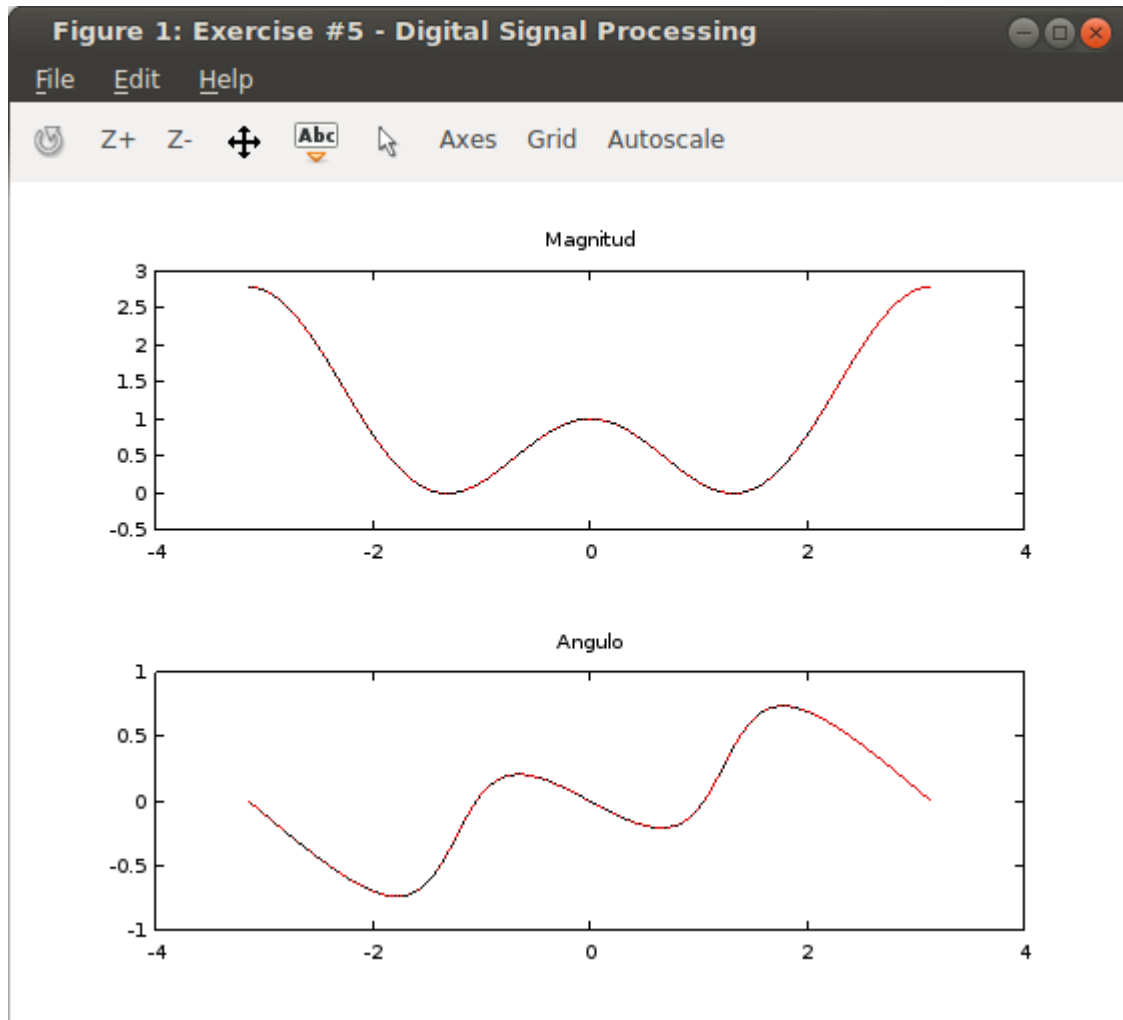 Figure 1: Exercise #5 - Digital Signal Processing
File Edit Help
Z+ Z- Abc Axes Grid Autoscale
Magnitud
3
2.5
2
1.5
1
0.5
0
-0.5
-4 -2 0 2 4
Angulo
1
0.5
0
-0.5
-1
-4 -2 0 2 4